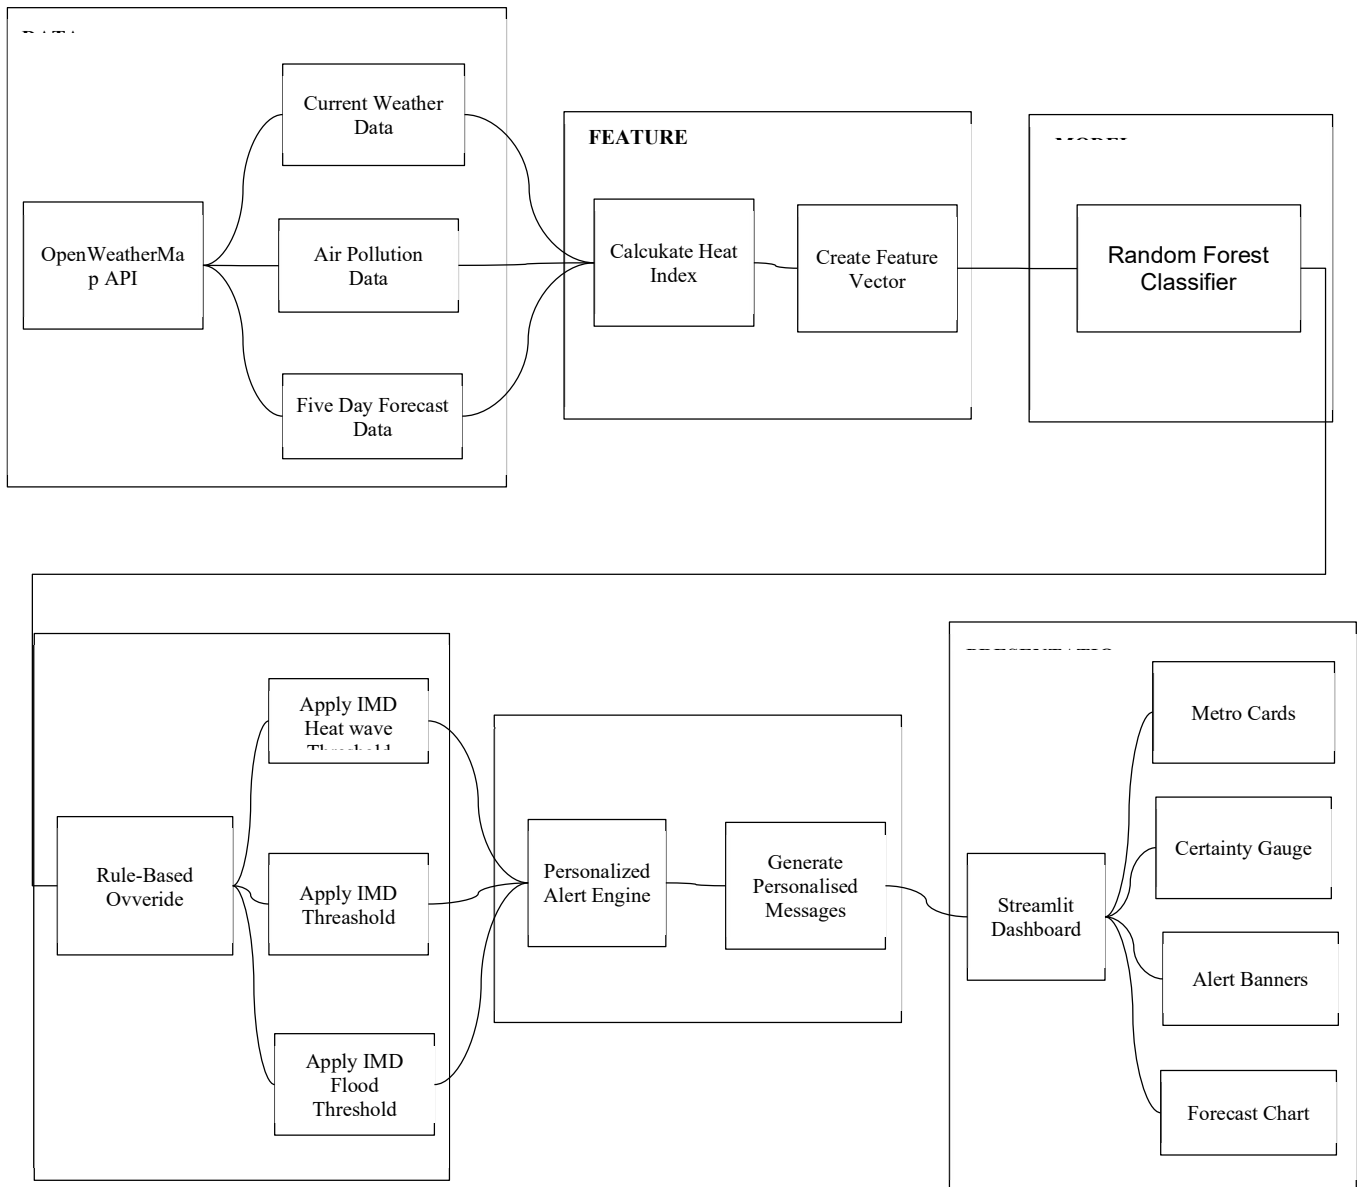 Current Weather
Data
OpenWeatherMa
p API
Air Pollution
Data
Five Day Forecast
Data
FEATURE
Calcukate Heat
Index
Create Feature
Vector
Random Forest
Classifier
Rule-Based
Ovveride
Apply IMD
Heat wave
Threshold
Apply IMD
Threashold
Apply IMD
Flood
Threshold
Personalized
Alert Engine
Generate
Personalised
Messages
Streamlit
Dashboard
Metro Cards
Certainty Gauge
Alert Banners
Forecast Chart